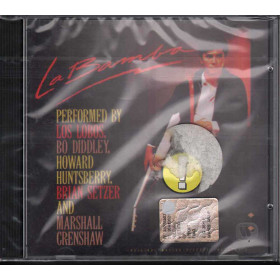 La Bamba
PERFORMED BY
LOS LOBOS,
BO DIDDLEY,
HOWARD
HUNTSBERRY,
BRIAN SETZER
AND
MARSHALL
CRENSHAW